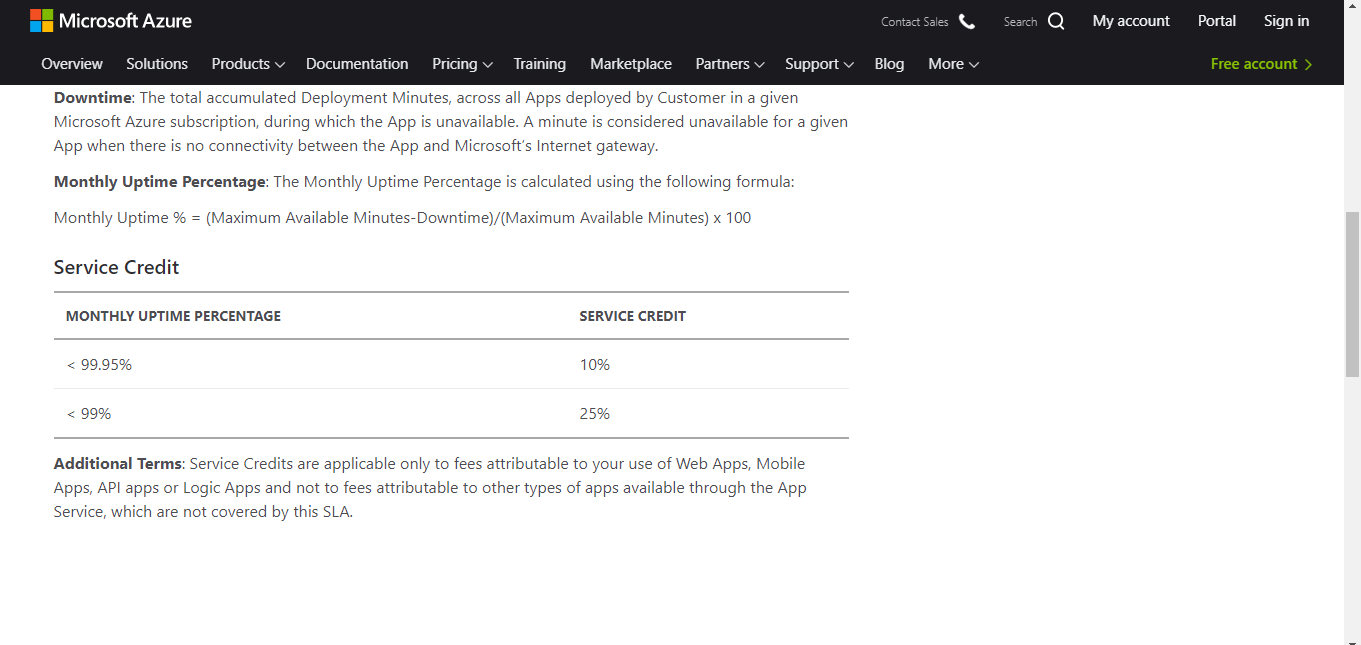 Microsoft Azure
Contact Sales Search My account Portal Sign in
Overview Solutions Products Documentation Pricing Training Marketplace Partners Support Blog More Free account
Downtime: The total accumulated Deployment Minutes, across all Apps deployed by Customer in a given
Microsoft Azure subscription, during which the App is unavailable. A minute is considered unavailable for a given
App when there is no connectivity between the App and Microsoft’s Internet gateway.
Monthly Uptime Percentage: The Monthly Uptime Percentage is calculated using the following formula:
Monthly Uptime % = (Maximum Available Minutes-Downtime)/(Maximum Available Minutes) x 100
Service Credit
MONTHLY UPTIME PERCENTAGE SERVICE CREDIT
< 99.95% 10%
< 99% 25%
Additional Terms: Service Credits are applicable only to fees attributable to your use of Web Apps, Mobile
Apps, API apps or Logic Apps and not to fees attributable to other types of apps available through the App
Service, which are not covered by this SLA.